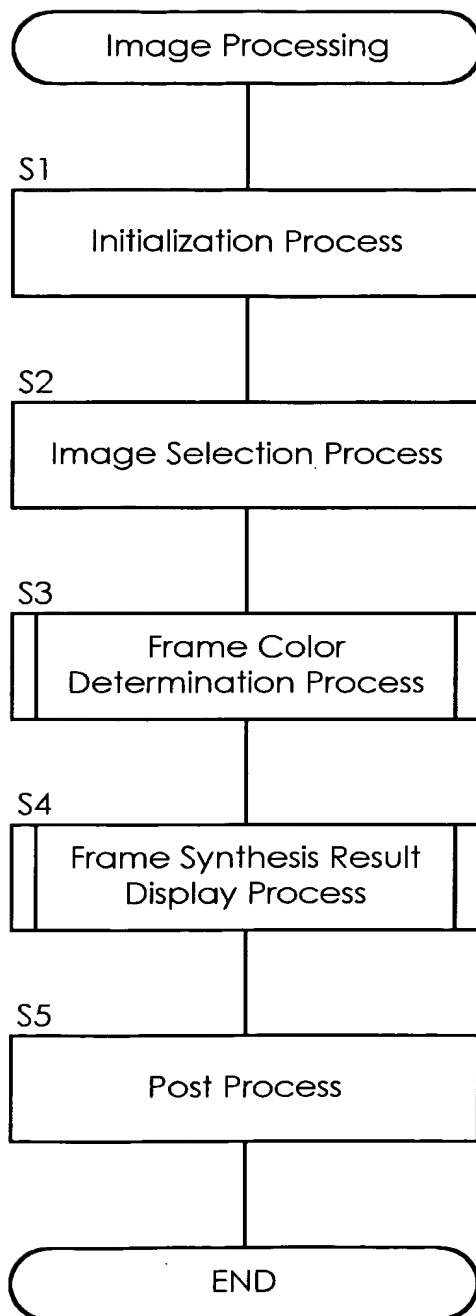 Image Processing
S1
Initialization Process
S2
Image Selection Process
S3
Frame Color
Determination Process
S4
Frame Synthesis Result
Display Process
S5
Post Process
END